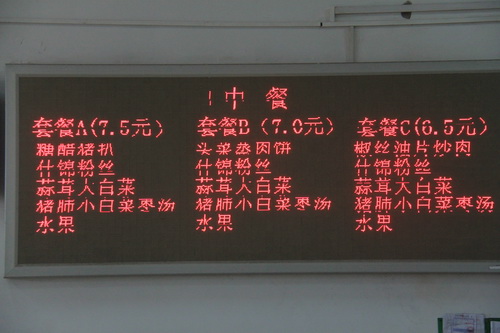 中餐
套餐A(7.5元)
糖醋猪扒
什锦粉丝
蒜茸大白菜
猪肺小白菜枣汤
水果
套餐B(7.0元)
头菜蒸肉饼
什锦粉丝
蒜茸大白菜
猪肺小白菜枣汤
水果
套餐C(6.5元)
椒丝油片炒肉
什锦粉丝
蒜茸大白菜
猪肺小白菜枣汤
水果